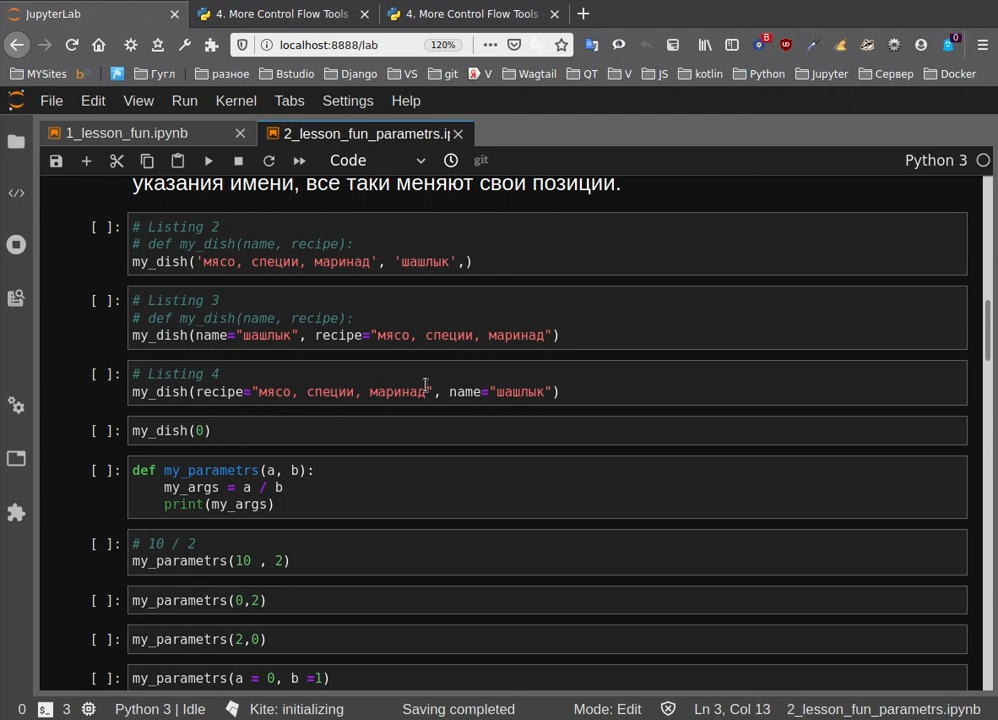 JupyterLab
4. More Control Flow Tools
4. More Control Flow Tools
localhost:8888/lab
120%
B
0
MYSites
Гугл
разное
Bstudio
Django
VS
git
V
Wagtail
QT
V
JS
kotlin
Python
Jupyter
Сервер
Docker
File Edit View Run Kernel Tabs Settings Help
1_lesson_fun.ipynb
2_lesson_fun_parametrs.ip
Code
git
Python 3
указания имени, все таки меняют свои позиции.
[ ]: # Listing 2
# def my_dish(name, recipe):
my_dish('мясо, специи, маринад', 'шашлык',)
[ ]: # Listing 3
# def my_dish(name, recipe):
my_dish(name="шашлык", recipe="мясо, специи, маринад")
[ ]: # Listing 4
my_dish(recipe="мясо, специи, маринад", name="шашлык")
[ ]: my_dish(0)
[ ]: def my_parametrs(a, b):
my_args = a / b
print(my_args)
[ ]: # 10 / 2
my_parametrs(10 , 2)
[ ]: my_parametrs(0,2)
[ ]: my_parametrs(2,0)
[ ]: my_parametrs(a = 0, b =1)
0 3 Python 3 | Idle Kite: initializing Saving completed Mode: Edit Ln 3, Col 13 2_lesson_fun_parametrs.ipynb